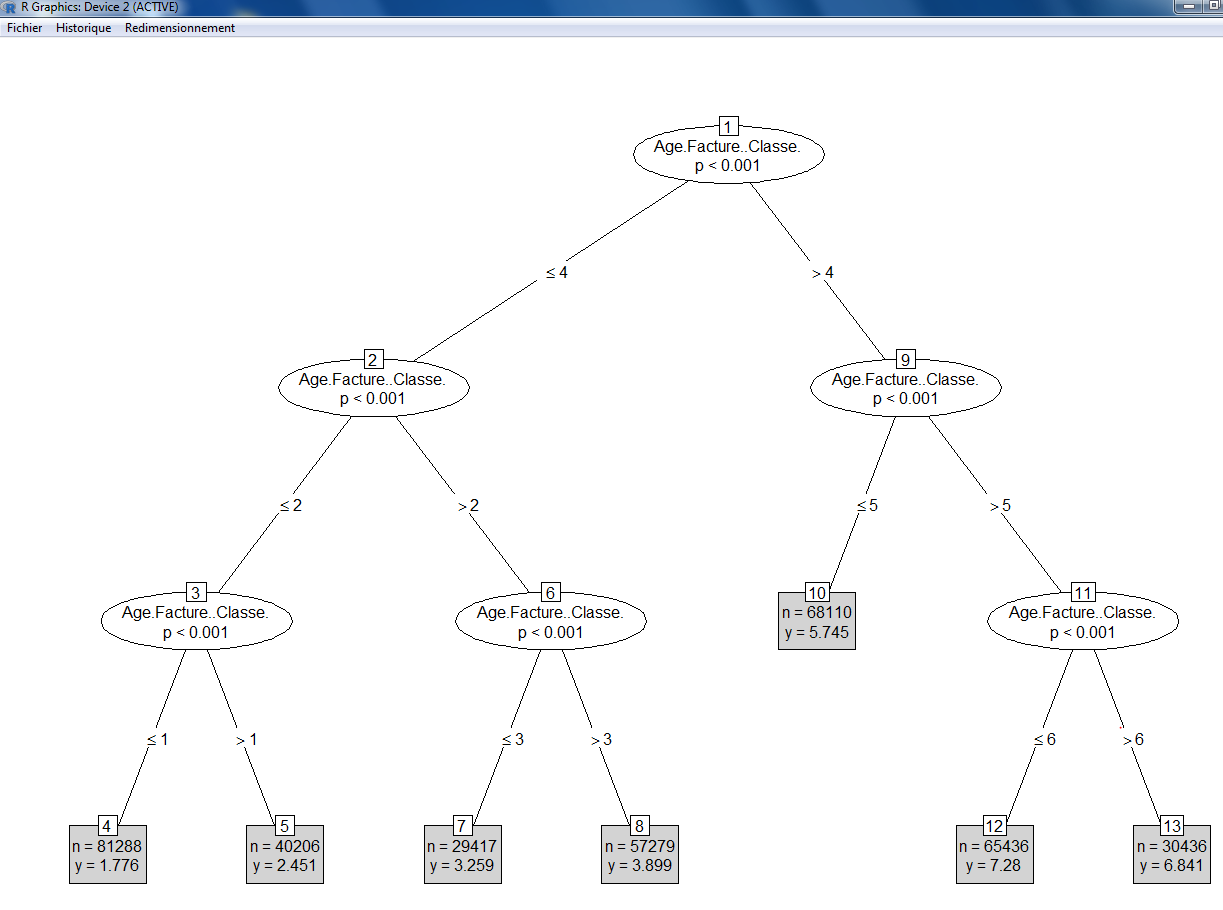 R Graphics: Device 2 (ACTIVE)
Fichier Historique Redimensionnement
1
Age.Facture..Classe.
p < 0.001
≤ 4
> 4
2
Age.Facture..Classe.
p < 0.001
9
Age.Facture..Classe.
p < 0.001
≤ 2
> 2
≤ 5
> 5
3
Age.Facture..Classe.
p < 0.001
6
Age.Facture..Classe.
p < 0.001
10
n = 68110
y = 5.745
11
Age.Facture..Classe.
p < 0.001
≤ 1
> 1
≤ 3
> 3
≤ 6
> 6
4
n = 81288
y = 1.776
5
n = 40206
y = 2.451
7
n = 29417
y = 3.259
8
n = 57279
y = 3.899
12
n = 65436
y = 7.28
13
n = 30436
y = 6.841